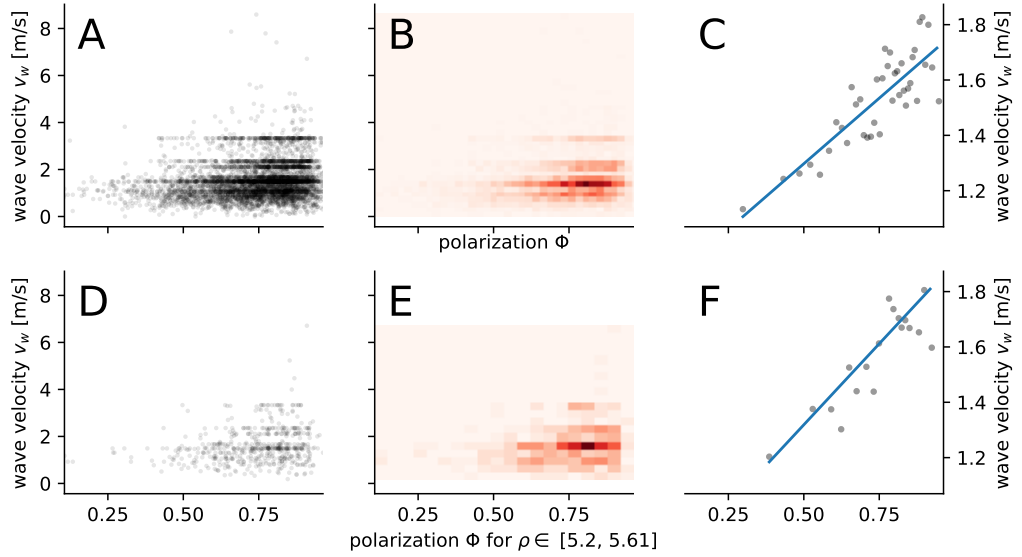 A
B
C
8
6
4
2
0
wave velocity v_w [m/s]
polarization Φ
1.8
1.6
1.4
1.2
wave velocity v_w [m/s]
D
E
F
8
6
4
2
0
wave velocity v_w [m/s]
1.8
1.6
1.4
1.2
wave velocity v_w [m/s]
0.25 0.50 0.75
0.25 0.50 0.75
0.25 0.50 0.75
polarization Φ for ρ ∈ [5.2, 5.61]